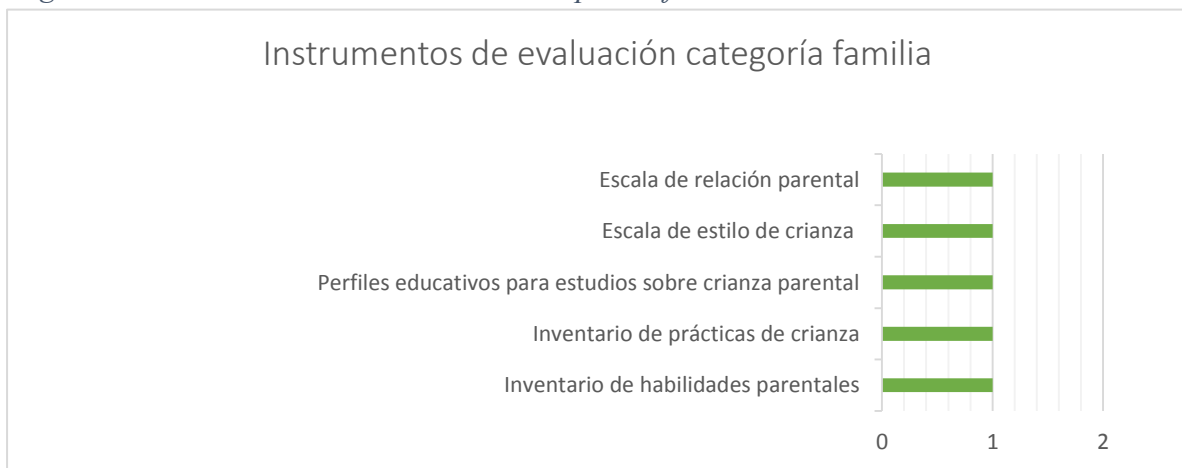 Instrumentos de evaluación categoría familia
Escala de relación parental
Escala de estilo de crianza
Perfiles educativos para estudios sobre crianza parental
Inventario de prácticas de crianza
Inventario de habilidades parentales
0 1 2